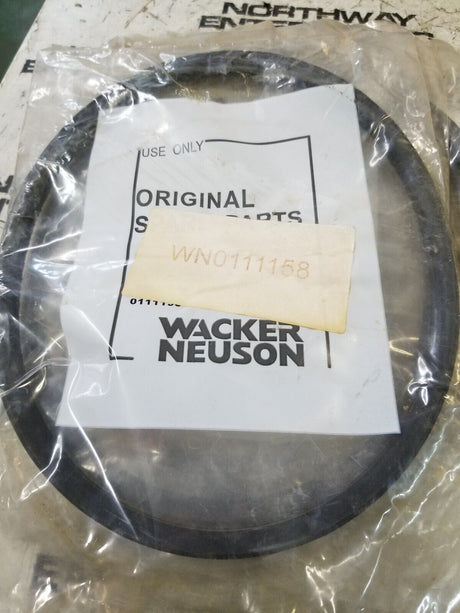 NORTHWAY
USE ONLY
ORIGINAL
WN0111158
WACKER
NEUSON